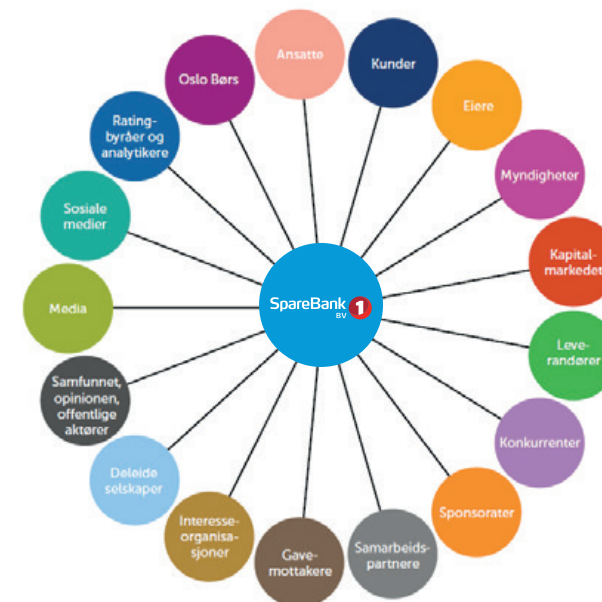 Ansatte
Kunder
Eiere
Myndigheter
Kapital-
markedet
Leve-
randører
Konkurrenter
Sponsorater
Samarbeids-
partnere
Gave-
mottakere
Interesse-
organisa-
sjoner
Deleide
selskaper
Samfunnet,
opinionen,
offentlige
aktører
Media
Sosiale
medier
Rating-
byråer og
analytikere
Oslo Børs
SpareBank 1
BV